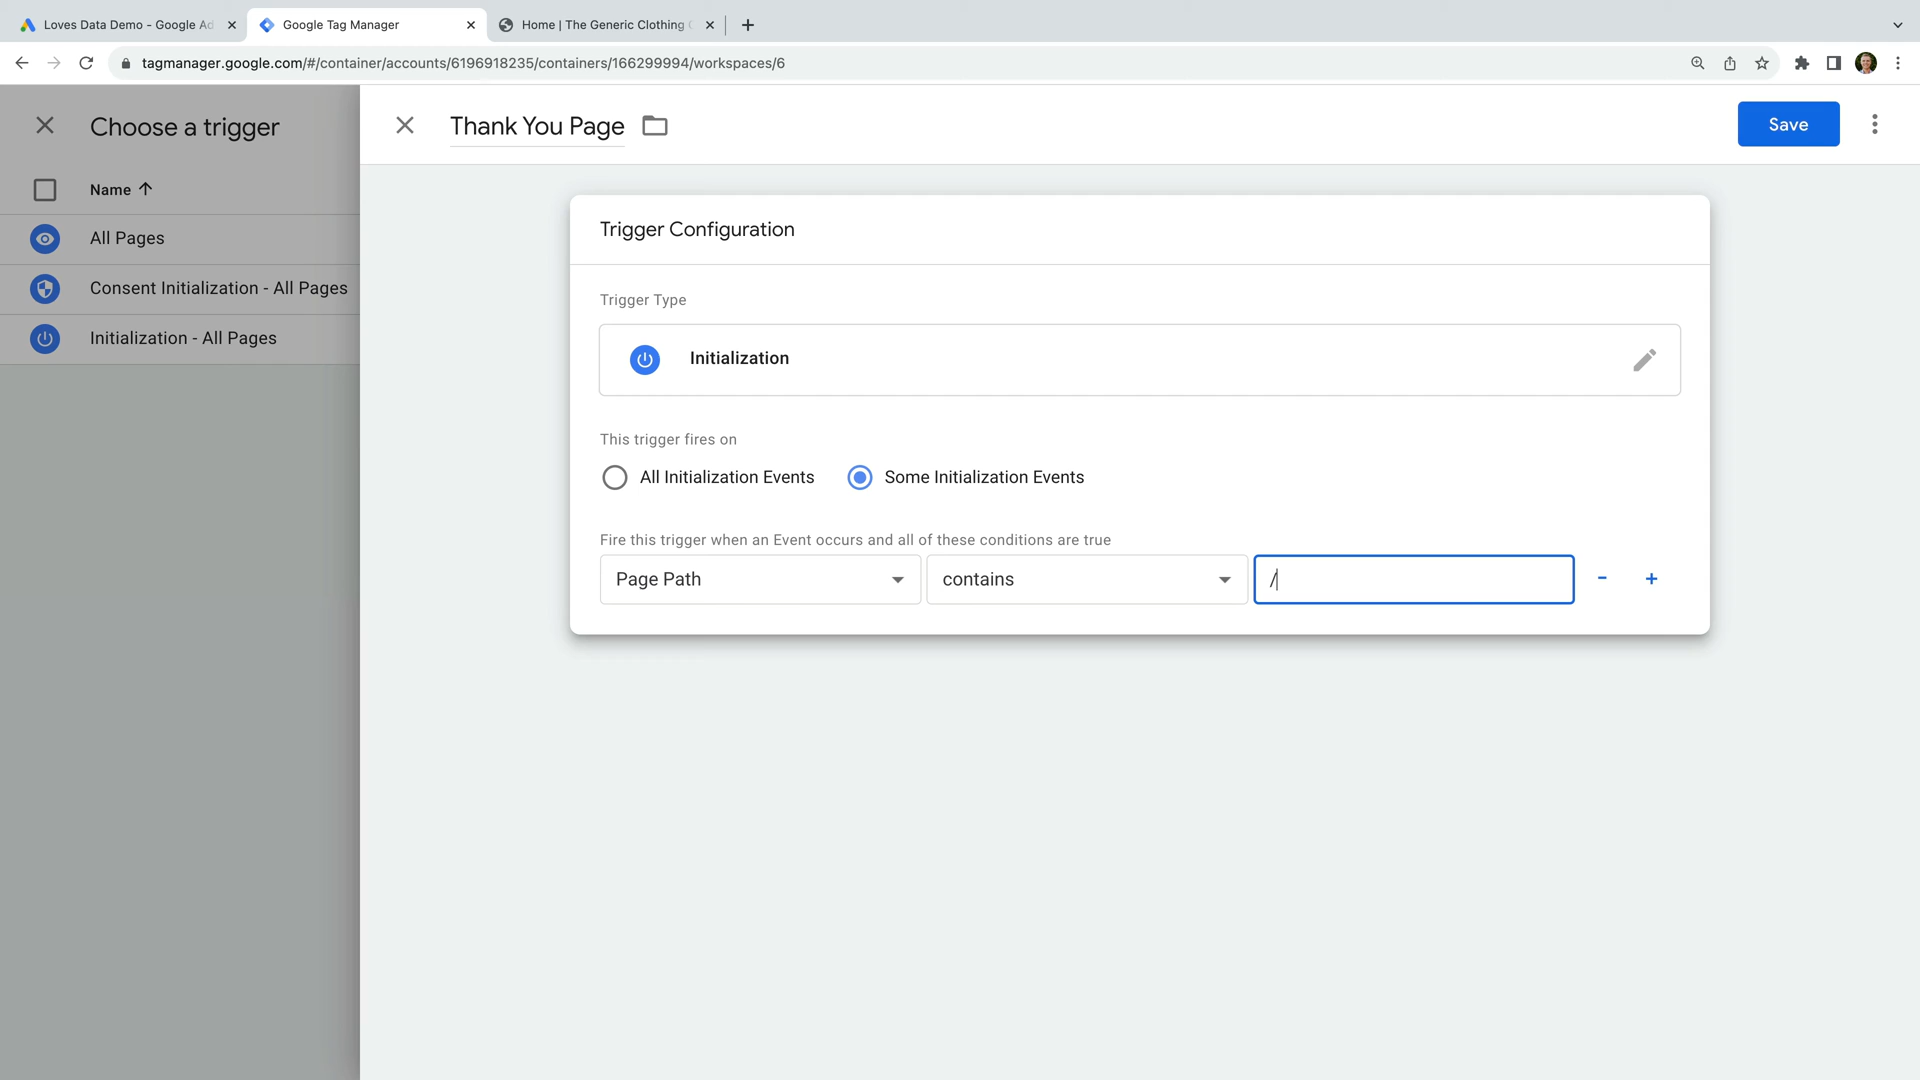 Loves Data Demo - Google Ad
Google Tag Manager
Home | The Generic Clothing C
tagmanager.google.com/#/container/accounts/6196918235/containers/166299994/workspaces/6
Choose a trigger
Thank You Page
Save
Name
All Pages
Consent Initialization - All Pages
Initialization - All Pages
Trigger Configuration
Trigger Type
Initialization
This trigger fires on
All Initialization Events
Some Initialization Events
Fire this trigger when an Event occurs and all of these conditions are true
Page Path
contains
/
-
+